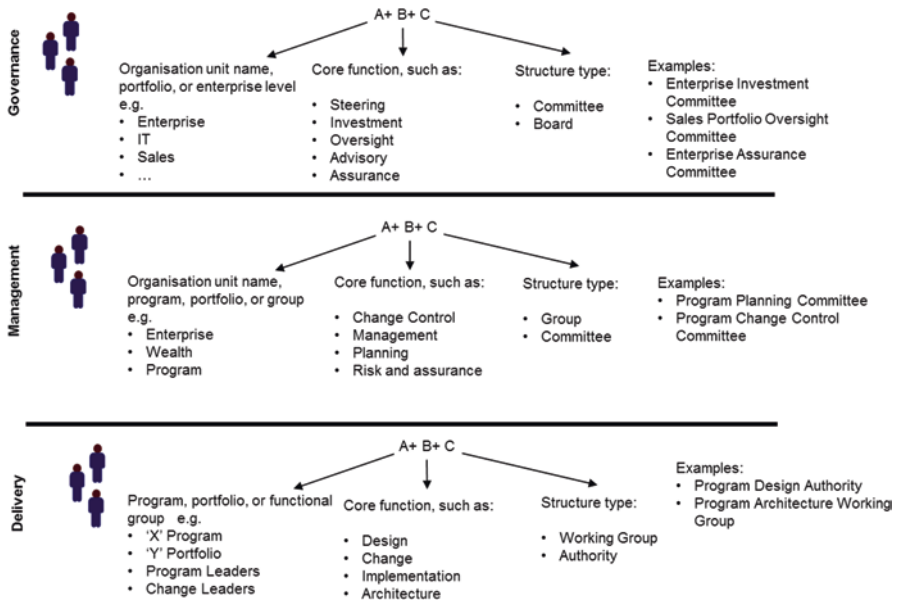 Governance
A+ B+ C
Organisation unit name,
portfolio, or enterprise level
e.g.
• Enterprise
• IT
• Sales
• ...
Core function, such as:
• Steering
• Investment
• Oversight
• Advisory
• Assurance
Structure type:
• Committee
• Board
Examples:
• Enterprise Investment
Committee
• Sales Portfolio Oversight
Committee
• Enterprise Assurance
Committee
Management
A+ B+ C
Organisation unit name,
program, portfolio, or group
e.g.
• Enterprise
• Wealth
• Program
Core function, such as:
• Change Control
• Management
• Planning
• Risk and assurance
Structure type:
• Group
• Committee
Examples:
• Program Planning Committee
• Program Change Control
Committee
Delivery
A+ B+ C
Program, portfolio, or functional
group e.g.
• 'X' Program
• 'Y' Portfolio
• Program Leaders
• Change Leaders
Core function, such as:
• Design
• Change
• Implementation
• Architecture
Structure type:
• Working Group
• Authority
Examples:
• Program Design Authority
• Program Architecture Working
Group